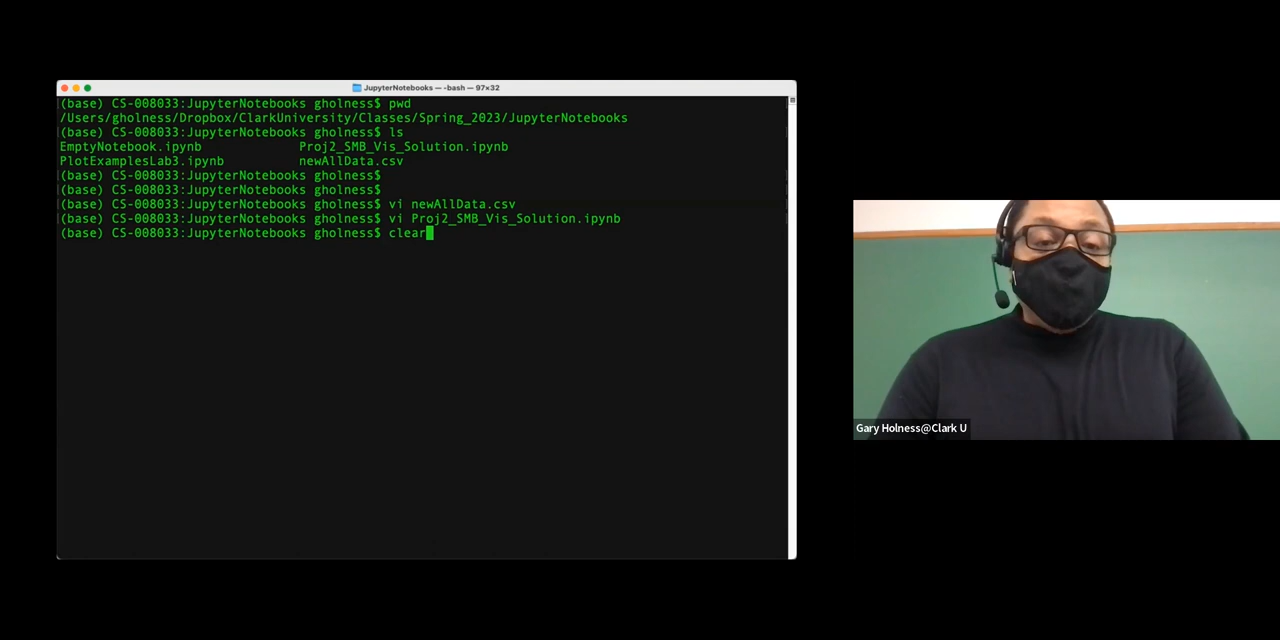 JupyterNotebooks — -bash — 97×32
(base) CS-008033:JupyterNotebooks gholness$ pwd
/Users/gholness/Dropbox/ClarkUniversity/Classes/Spring_2023/JupyterNotebooks
(base) CS-008033:JupyterNotebooks gholness$ ls
EmptyNotebook.ipynb Proj2_SMB_Vis_Solution.ipynb
PlotExamplesLab3.ipynb newAllData.csv
(base) CS-008033:JupyterNotebooks gholness$
(base) CS-008033:JupyterNotebooks gholness$
(base) CS-008033:JupyterNotebooks gholness$ vi newAllData.csv
(base) CS-008033:JupyterNotebooks gholness$ vi Proj2_SMB_Vis_Solution.ipynb
(base) CS-008033:JupyterNotebooks gholness$ clear
Gary Holness@Clark U